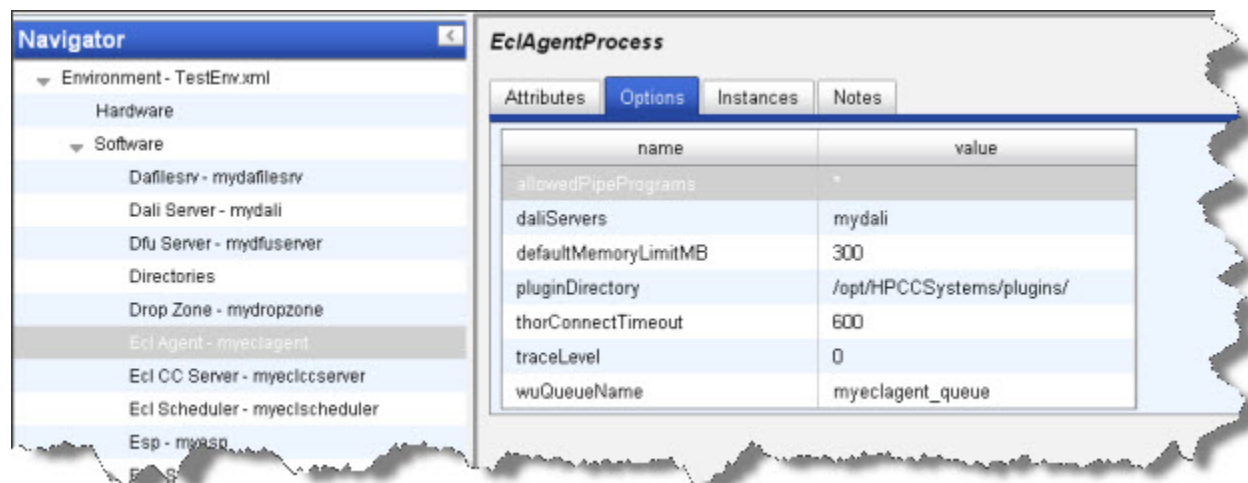 Navigator
<
Environment - TestEnv.xml
Hardware
Software
Dafilesrv - mydafilesrv
Dali Server - mydali
Dfu Server - mydfuserver
Directories
Drop Zone - mydropzone
Ecl Agent - myeclagent
Ecl CC Server - myeclccserver
Ecl Scheduler - myeclscheduler
Esp - myesp
EclAgentProcess
Attributes Options Instances Notes
name value
allowedPipePrograms *
daliServers mydali
defaultMemoryLimitMB 300
pluginDirectory /opt/HPCCSystems/plugins/
thorConnectTimeout 600
traceLevel 0
wuQueueName myeclagent_queue